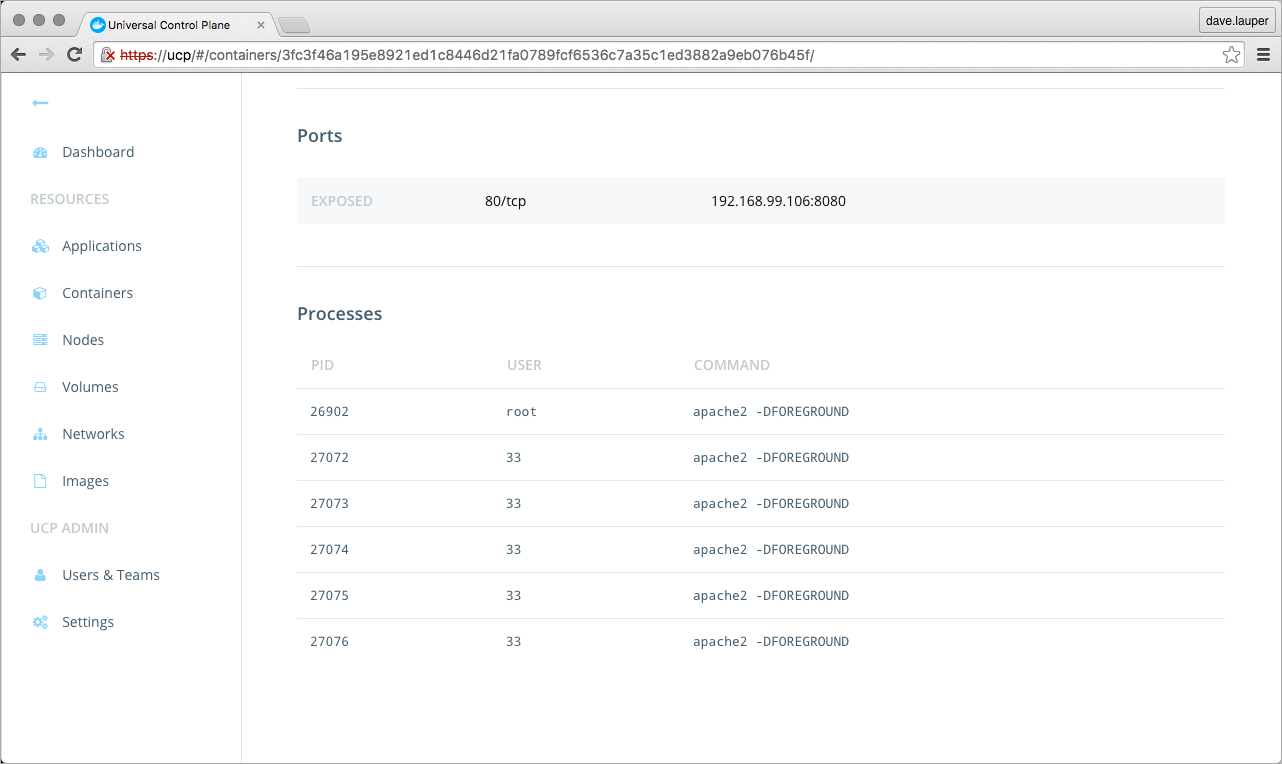 Universal Control Plane
dave.lauper
https://ucp/#/containers/3fc3f46a195e8921ed1c8446d21fa0789fcf6536c7a35c1ed3882a9eb076b45f/
Dashboard
RESOURCES
Applications
Containers
Nodes
Volumes
Networks
Images
UCP ADMIN
Users & Teams
Settings
Ports
EXPOSED 80/tcp 192.168.99.106:8080
Processes
PID USER COMMAND
26902 root apache2 -DFOREGROUND
27072 33 apache2 -DFOREGROUND
27073 33 apache2 -DFOREGROUND
27074 33 apache2 -DFOREGROUND
27075 33 apache2 -DFOREGROUND
27076 33 apache2 -DFOREGROUND